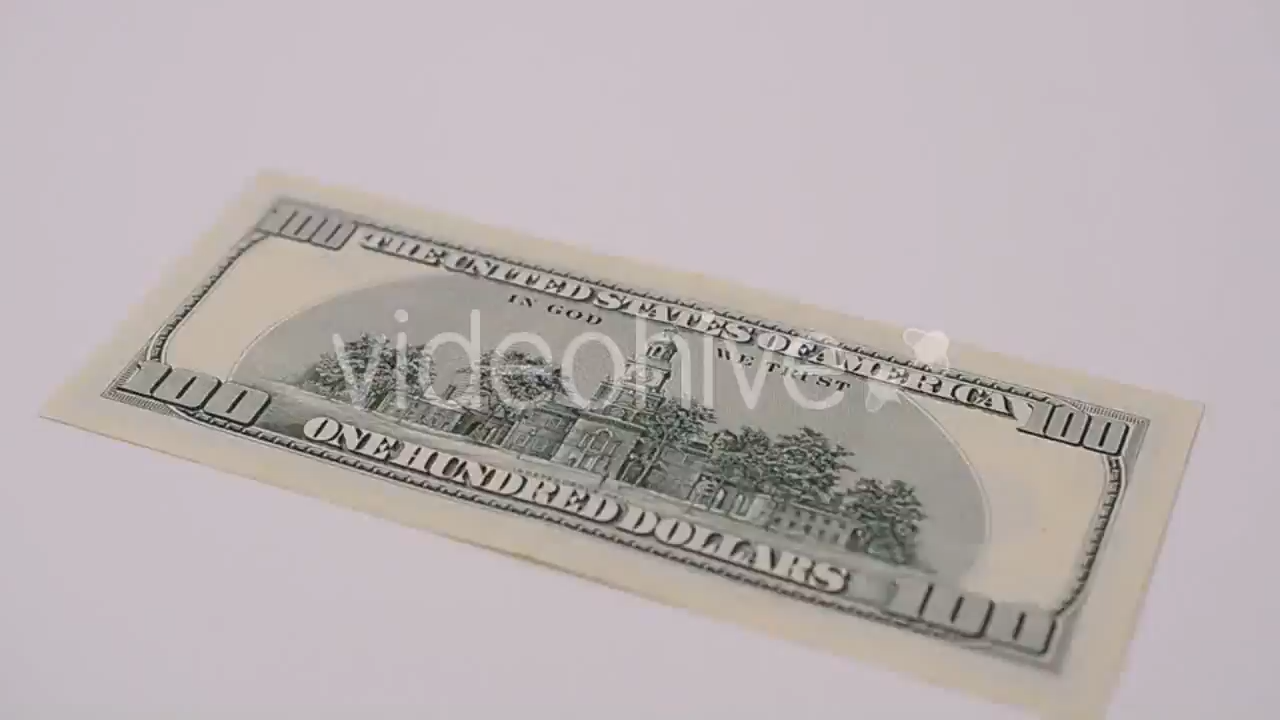 100 THE UNITED STATES OF AMERICA 100
IN GOD WE TRUST
videohive
100 ONE HUNDRED DOLLARS 100